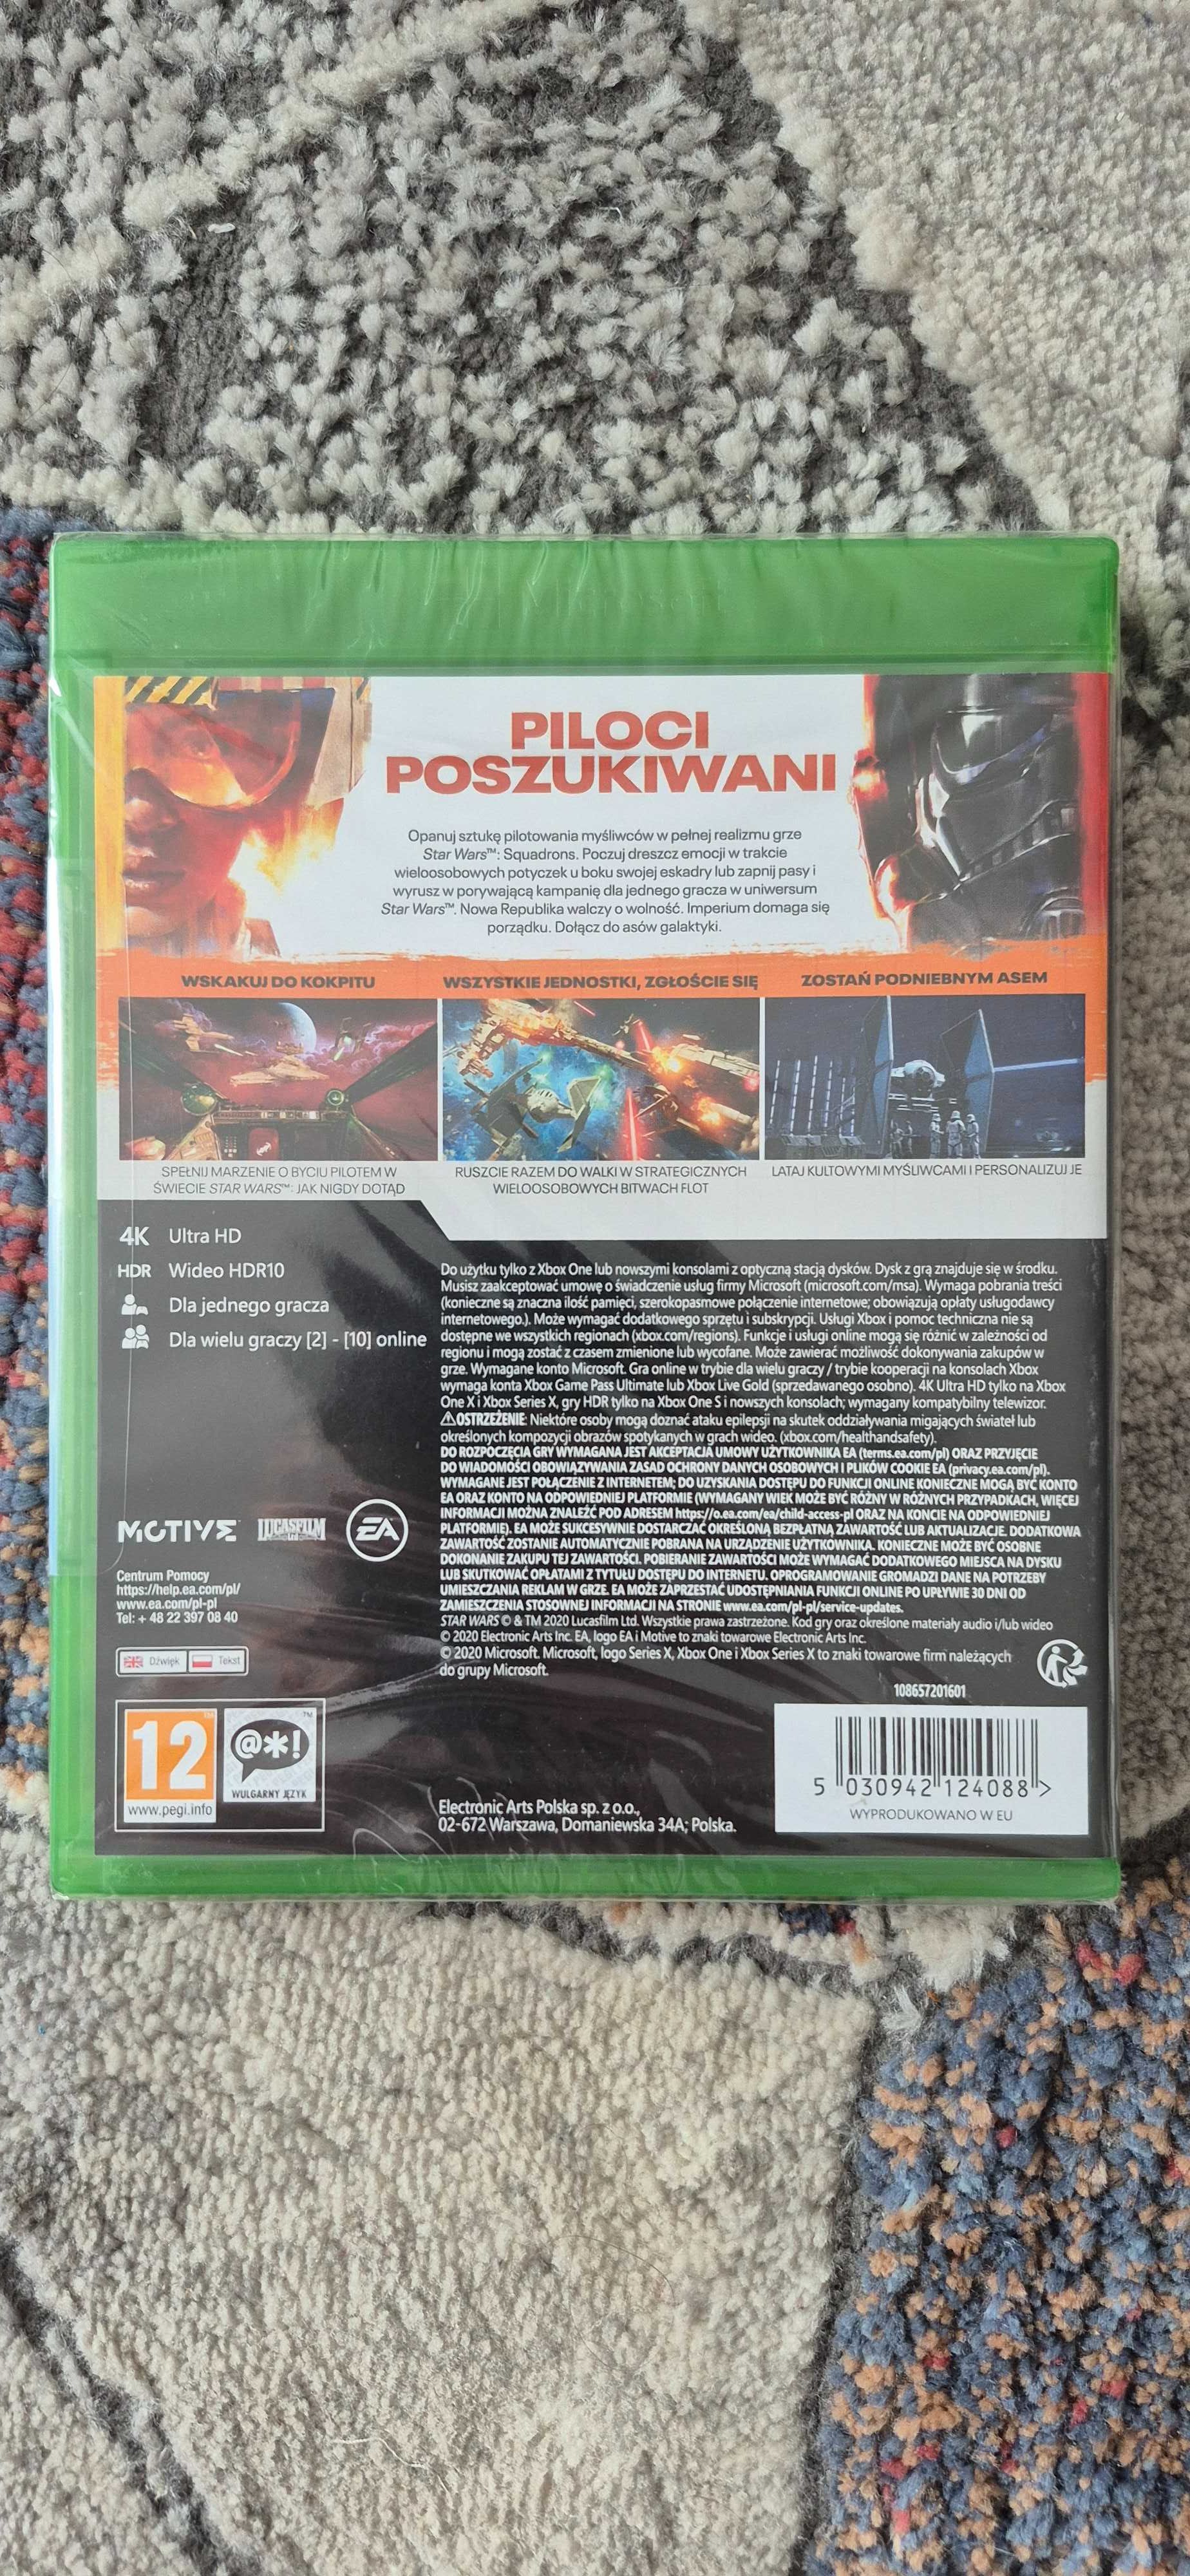 PILOCI
POSZUKIWANI
Opanuj sztukę pilotowania myśliwców w pełnej realizmu grze
Star Wars™: Squadrons. Poczuj dreszcz emocji w trakcie
wieloosobowych potyczek u boku swojej eskadry lub zapnij pasy i
wyrusz w porywającą kampanię dla jednego gracza w uniwersum
Star Wars™. Nowa Republika walczy o wolność. Imperium domaga się
porządku. Dołącz do asów galaktyki.
WSKAKUJ DO KOKPITU
WSZYSTKIE JEDNOSTKI, ZGŁOŚCIE SIĘ
ZOSTAŃ PODNIEBNYM ASEM
SPEŁNIJ MARZENIE O BYCIU PILOTEM W
ŚWIECIE STAR WARS™: JAK NIGDY DOTĄD
RUSZCIE RAZEM DO WALKI W STRATEGICZNYCH
WIELOOSOBOWYCH BITWACH FLOT
LATAJ KULTOWYMI MYŚLIWCAMI I PERSONALIZUJ JE
4K Ultra HD
HDR Wideo HDR10
Dla jednego gracza
Dla wielu graczy [2] - [10] online
Do użytku tylko z Xbox One lub nowszymi konsolami z optyczną stacją dysków. Dysk z grą znajduje się w środku.
Musisz zaakceptować umowę o świadczenie usług firmy Microsoft (microsoft.com/msa). Wymaga pobrania treści
(konieczne są znaczna ilość pamięci, szerokopasmowe połączenie internetowe; obowiązują opłaty usługodawcy
internetowego.). Może wymagać dodatkowego sprzętu i subskrypcji. Usługi Xbox i pomoc techniczna nie są
dostępne we wszystkich regionach (xbox.com/regions). Funkcje i usługi online mogą się różnić w zależności od
regionu i mogą zostać z czasem zmienione lub wycofane. Może zawierać możliwość dokonywania zakupów w
grze. Wymagane konto Microsoft. Gra online w trybie dla wielu graczy / trybie kooperacji na konsolach Xbox
wymaga konta Xbox Game Pass Ultimate lub Xbox Live Gold (sprzedawanego osobno). 4K Ultra HD tylko na Xbox
One X i Xbox Series X, gry HDR tylko na Xbox One S i nowszych konsolach; wymagany kompatybilny telewizor.
⚠OSTRZEŻENIE: Niektóre osoby mogą doznać ataku epilepsji na skutek oddziaływania migających świateł lub
określonych kompozycji obrazów spotykanych w grach wideo. (xbox.com/healthandsafety).
DO ROZPOCZĘCIA GRY WYMAGANA JEST AKCEPTACJA UMOWY UŻYTKOWNIKA EA (terms.ea.com/pl) ORAZ PRZYJĘCIE
DO WIADOMOŚCI OBOWIĄZYWANIA ZASAD OCHRONY DANYCH OSOBOWYCH I PLIKÓW COOKIE EA (privacy.ea.com/pl).
WYMAGANE JEST POŁĄCZENIE Z INTERNETEM; DO UZYSKANIA DOSTĘPU DO FUNKCJI ONLINE KONIECZNE MOGĄ BYĆ KONTO
EA ORAZ KONTO NA ODPOWIEDNIEJ PLATFORMIE (WYMAGANY WIEK MOŻE BYĆ RÓŻNY W RÓŻNYCH PRZYPADKACH, WIĘCEJ
INFORMACJI MOŻNA ZNALEŹĆ POD ADRESEM https://o.ea.com/ea/child-access-pl ORAZ NA KONCIE NA ODPOWIEDNIEJ
PLATFORMIE). EA MOŻE SUKCESYWNIE DOSTARCZAĆ OKREŚLONĄ BEZPŁATNĄ ZAWARTOŚĆ LUB AKTUALIZACJE. DODATKOWA
ZAWARTOŚĆ ZOSTANIE AUTOMATYCZNIE POBRANA NA URZĄDZENIE UŻYTKOWNIKA. KONIECZNE MOŻE BYĆ OSOBNE
DOKONANIE ZAKUPU TEJ ZAWARTOŚCI. POBIERANIE ZAWARTOŚCI MOŻE WYMAGAĆ DODATKOWEGO MIEJSCA NA DYSKU
LUB SKUTKOWAĆ OPŁATAMI Z TYTUŁU DOSTĘPU DO INTERNETU. OPROGRAMOWANIE GROMADZI DANE NA POTRZEBY
UMIESZCZANIA REKLAM W GRZE. EA MOŻE ZAPRZESTAĆ UDOSTĘPNIANIA FUNKCJI ONLINE PO UPŁYWIE 30 DNI OD
ZAMIESZCZENIA STOSOWNEJ INFORMACJI NA STRONIE www.ea.com/pl-pl/service-updates.
STAR WARS © & TM 2020 Lucasfilm Ltd. Wszystkie prawa zastrzeżone. Kod gry oraz określone materiały audio i/lub wideo
© 2020 Electronic Arts Inc. EA, logo EA i Motive to znaki towarowe Electronic Arts Inc.
© 2020 Microsoft. Microsoft, logo Series X, Xbox One i Xbox Series X to znaki towarowe firm należących
do grupy Microsoft.
MOTIVE
LUCASFILM
Ltd
EA
Centrum Pomocy
https://help.ea.com/pl/
www.ea.com/pl-pl
Tel: + 48 22 397 08 40
Dźwięk
Tekst
108657201601
12
www.pegi.info
@*!
™
WULGARNY JĘZYK
Electronic Arts Polska sp. z o.o.,
02-672 Warszawa, Domaniewska 34A; Polska.
5 030942 124088 >
WYPRODUKOWANO W EU